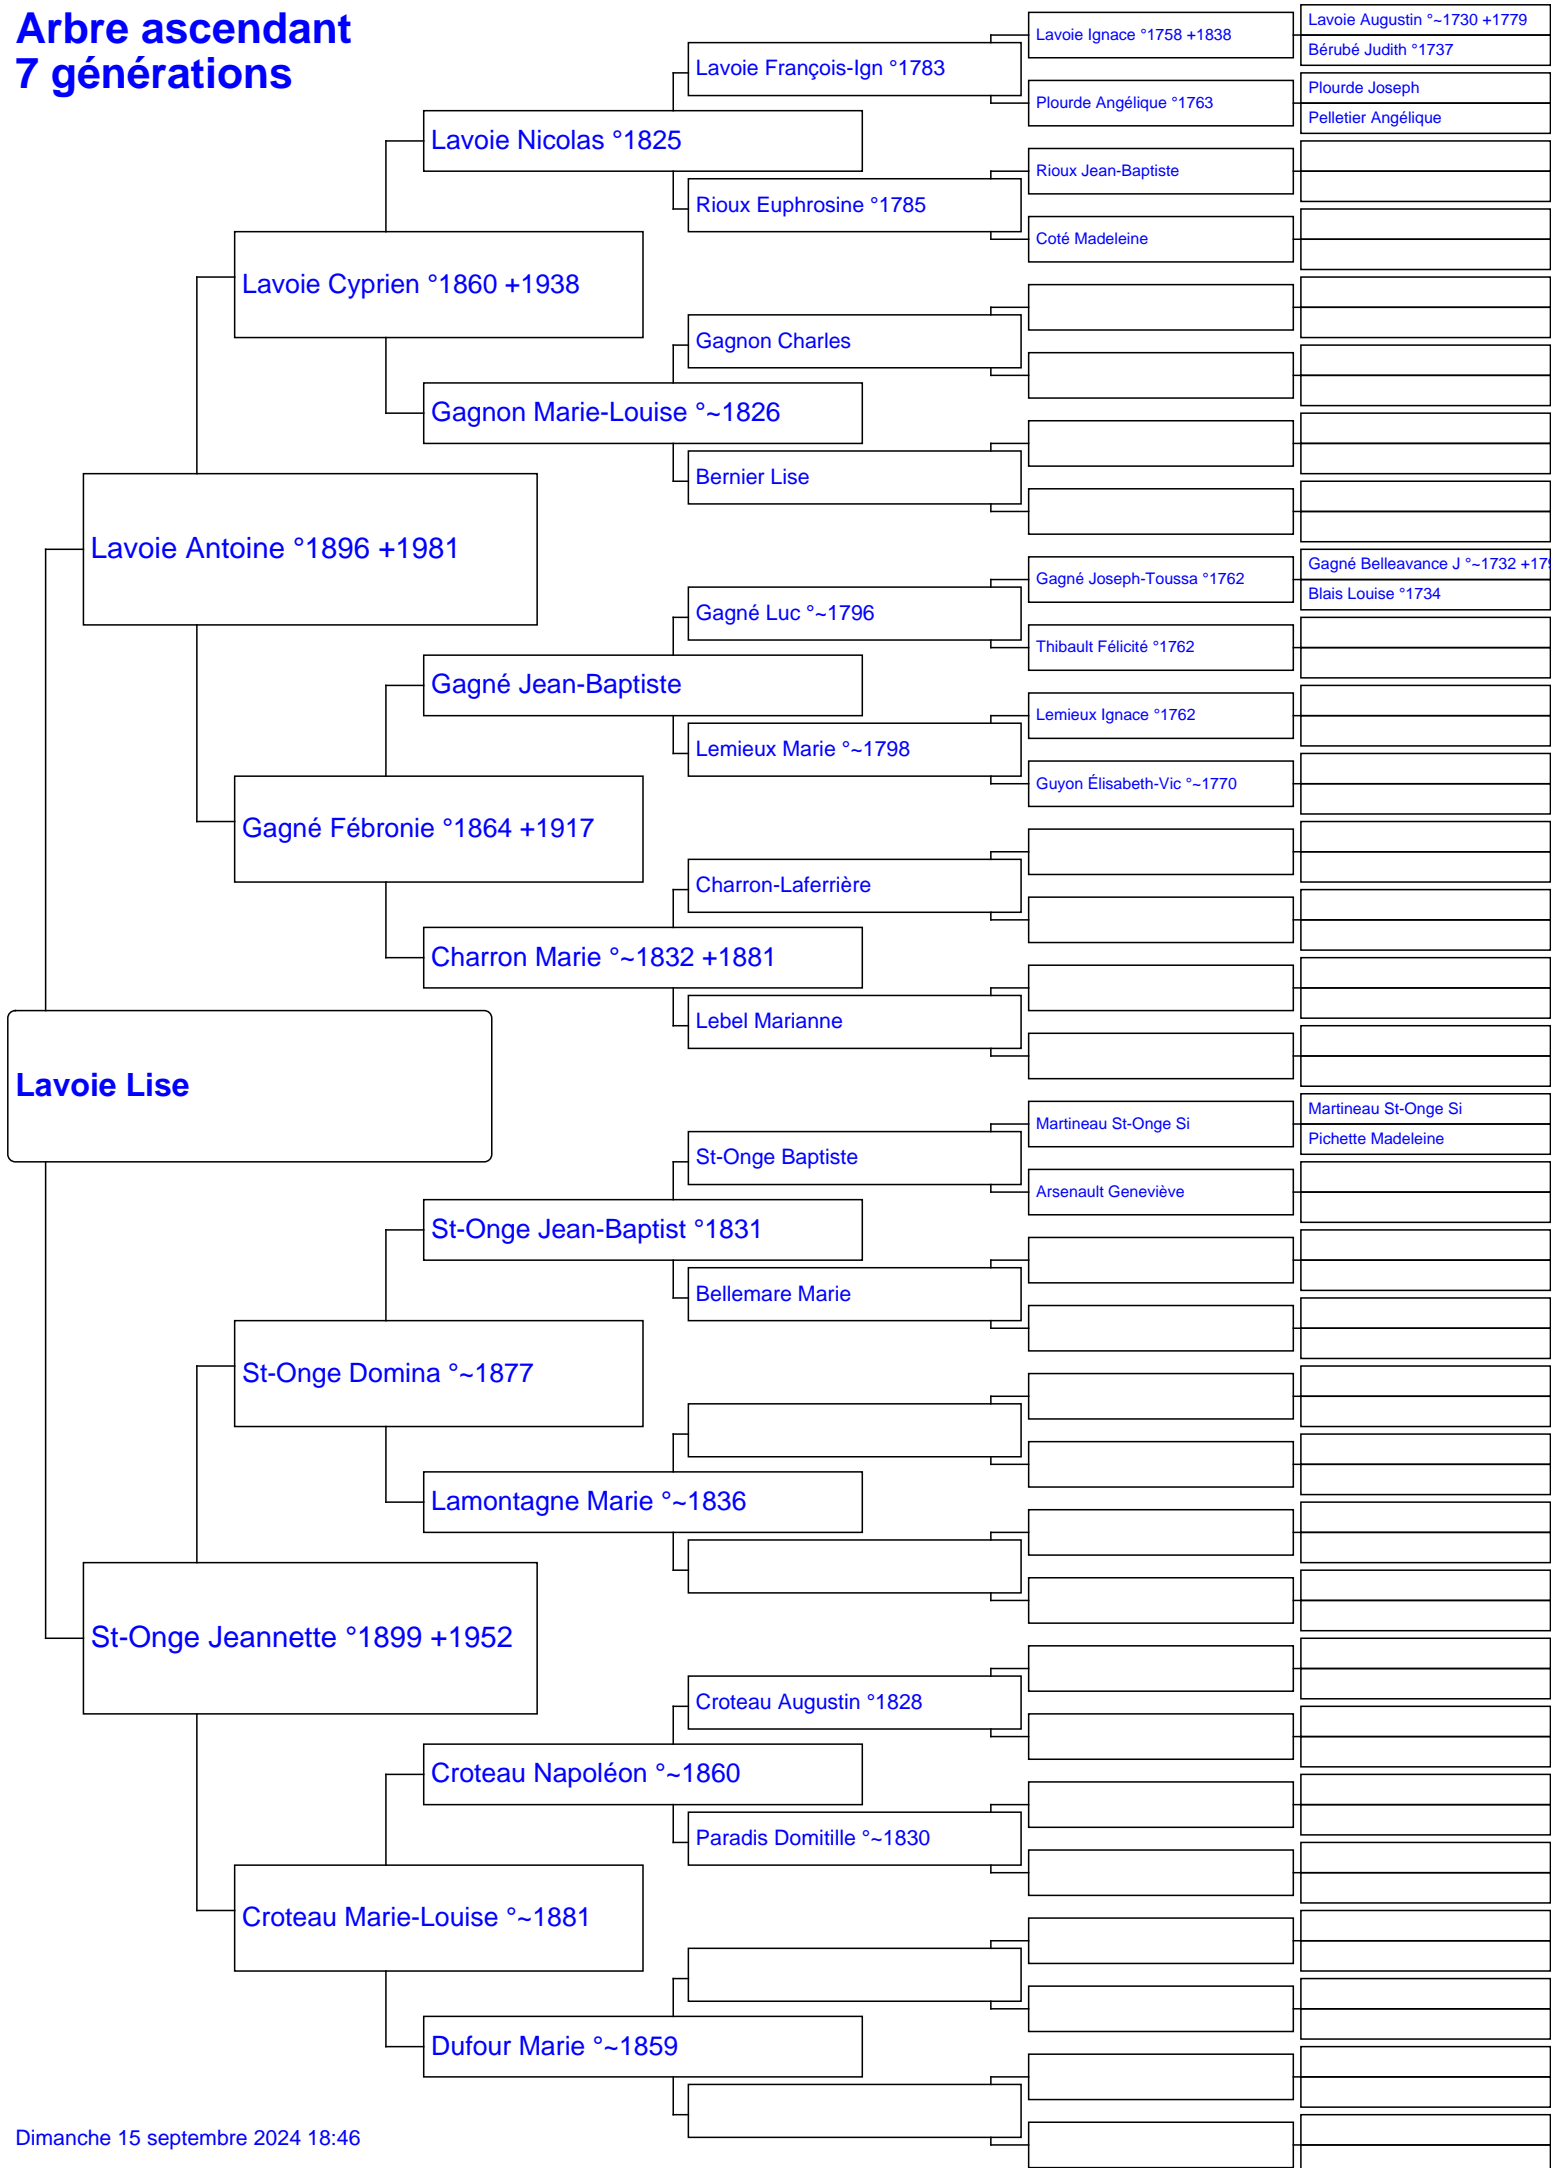 Arbre ascendant
7 générations
Lavoie Lise
Lavoie Antoine °1896 +1981
St-Onge Jeannette °1899 +1952
Lavoie Cyprien °1860 +1938
Gagné Fébronie °1864 +1917
St-Onge Domina °~1877
Croteau Marie-Louise °~1881
Lavoie Nicolas °1825
Gagnon Marie-Louise °~1826
Gagné Jean-Baptiste
Charron Marie °~1832 +1881
St-Onge Jean-Baptist °1831
Lamontagne Marie °~1836
Croteau Napoléon °~1860
Dufour Marie °~1859
Lavoie François-Ign °1783
Rioux Euphrosine °1785
Gagnon Charles
Bernier Lise
Gagné Luc °~1796
Lemieux Marie °~1798
Charron-Laferrière
Lebel Marianne
St-Onge Baptiste
Bellemare Marie
Croteau Augustin °1828
Paradis Domitille °~1830
Lavoie Ignace °1758 +1838
Plourde Angélique °1763
Rioux Jean-Baptiste
Coté Madeleine
Gagné Joseph-Toussa °1762
Thibault Félicité °1762
Lemieux Ignace °1762
Guyon Élisabeth-Vic °~1770
Martineau St-Onge Si
Arsenault Geneviève
Lavoie Augustin °~1730 +1779
Bérubé Judith °1737
Plourde Joseph
Pelletier Angélique
Gagné Belleavance J °~1732
Blais Louise °1734
Martineau St-Onge Si
Pichette Madeleine
Dimanche 15 septembre 2024 18:46